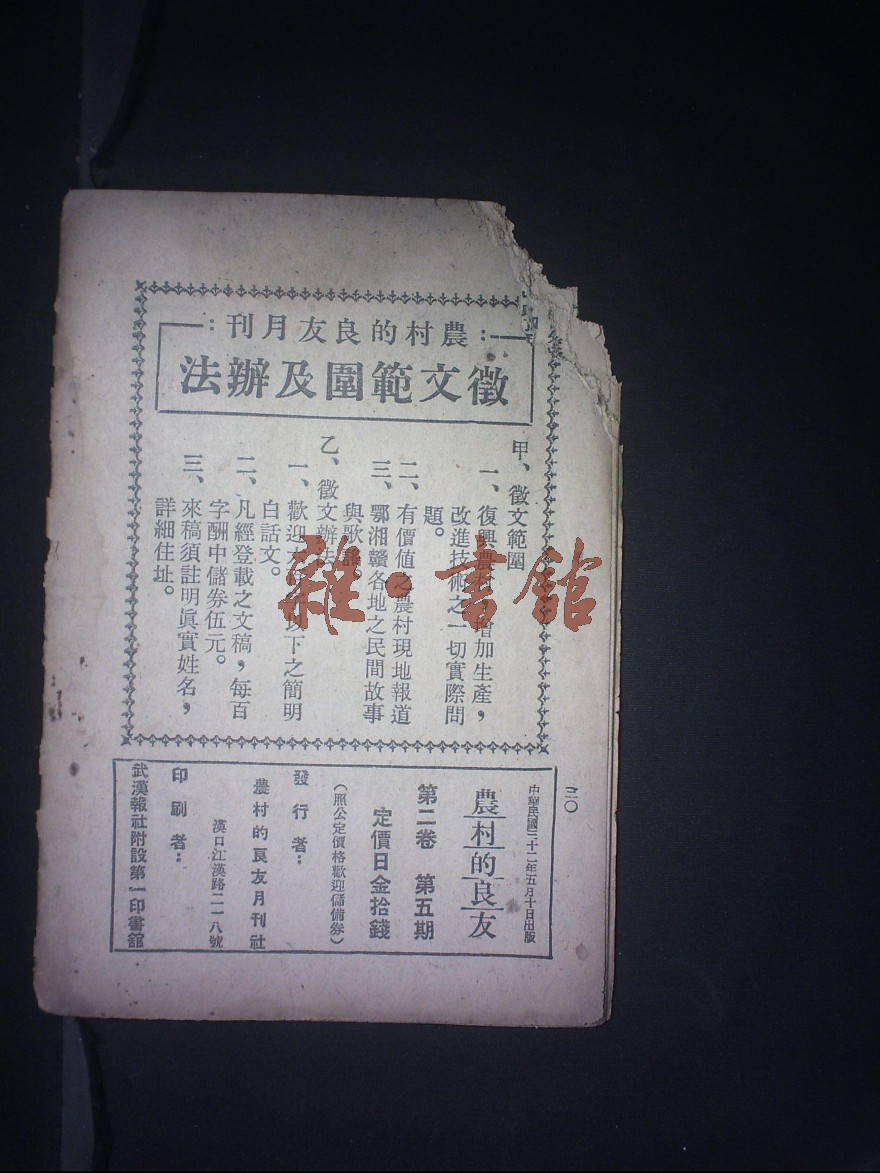 ：農村的良友月刊：
徵文範圍及辦法
甲、徵文範圍
一、復興農村，增加生產，
改進技術之一切實際問
題。
二、有價值之農村現地報道
三、鄂湘贛各地之民間故事
與歌謠。
乙、徵文辦法
一、歡迎 以下之簡明
白話文。
二、凡經登載之文稿，每百
字酬中儲券伍元。
三、來稿須註明眞實姓名，
詳細住址。
雜·書館
三〇
中華民國三十二年五月十日出版
農村的良友
第二卷 第五期
定價日金拾錢
（照公定價格歡迎儲備券）
發行者：
農村的良友月刊社
漢口江漢路二一八號
印刷者：
武漢報社附設第一印書館